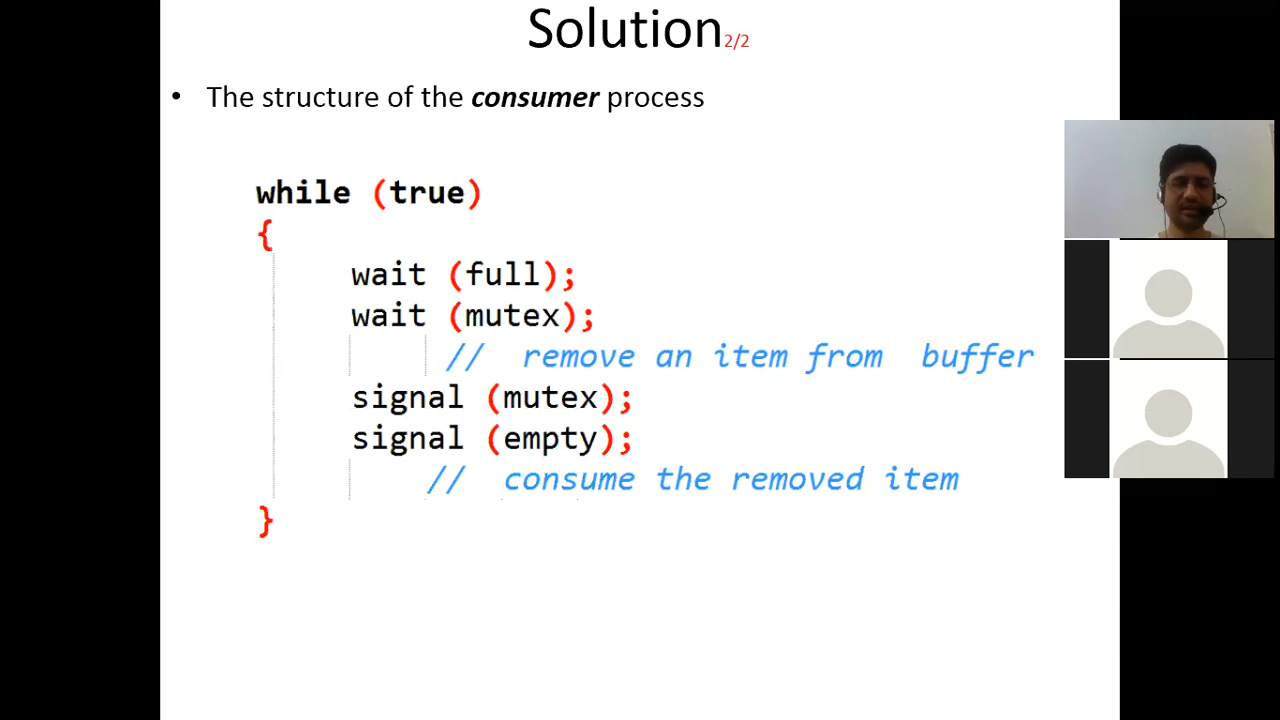 Solution2/2
• The structure of the consumer process
while (true)
{
wait (full);
wait (mutex);
// remove an item from buffer
signal (mutex);
signal (empty);
// consume the removed item
}